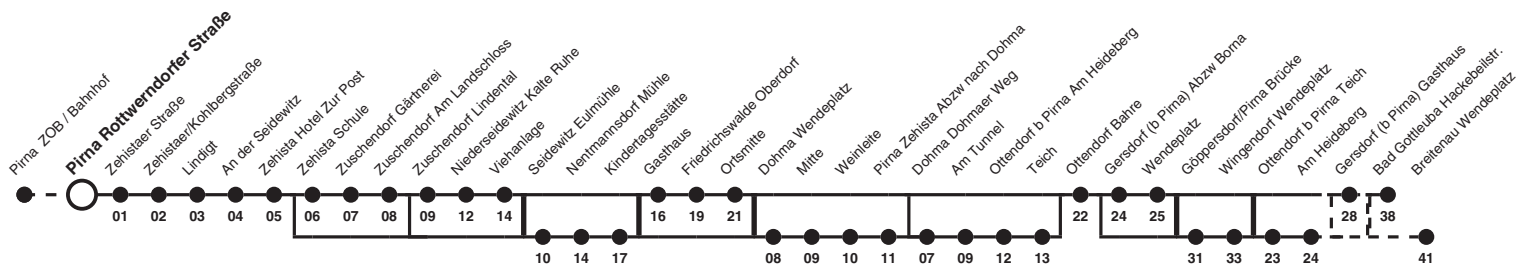 Pirna ZOB / Bahnhof
Pirna Rottwerndorfer Straße
Zehistaer Straße
Zehistaer/Kohlbergstraße
Lindigt
An der Seidewitz
Zehista Hotel Zur Post
Zehista Schule
Zuschendorf Gärtnerei
Zuschendorf Am Landschloss
Zuschendorf Lindental
Niederseidewitz Kalte Ruhe
Viehanlage
Seidewitz Eulmühle
Nentmannsdorf Mühle
Kindertagesstätte
Gasthaus
Friedrichswalde Oberdorf
Ortsmitte
Dohma Wendeplatz
Mitte
Weinleite
Pirna Zehista Abzw nach Dohma
Dohma Dohmaer Weg
Am Tunnel
Ottendorf b Pirna Am Heideberg
Teich
Ottendorf Bahre
Gersdorf (b Pirna) Abzw Borna
Wendeplatz
Göppersdorf/Pirna Brücke
Wingendorf Wendeplatz
Ottendorf b Pirna Teich
Am Heideberg
Gersdorf (b Pirna) Gasthaus
Bad Gottleuba Hackebeilstr.
Breitenau Wendeplatz
01 02 03 04 05 06 07 08 09 12 14 16 19 21 22 24 25 28 38
10 14 17 08 09 10 11 07 09 12 13 31 33 23 24 41